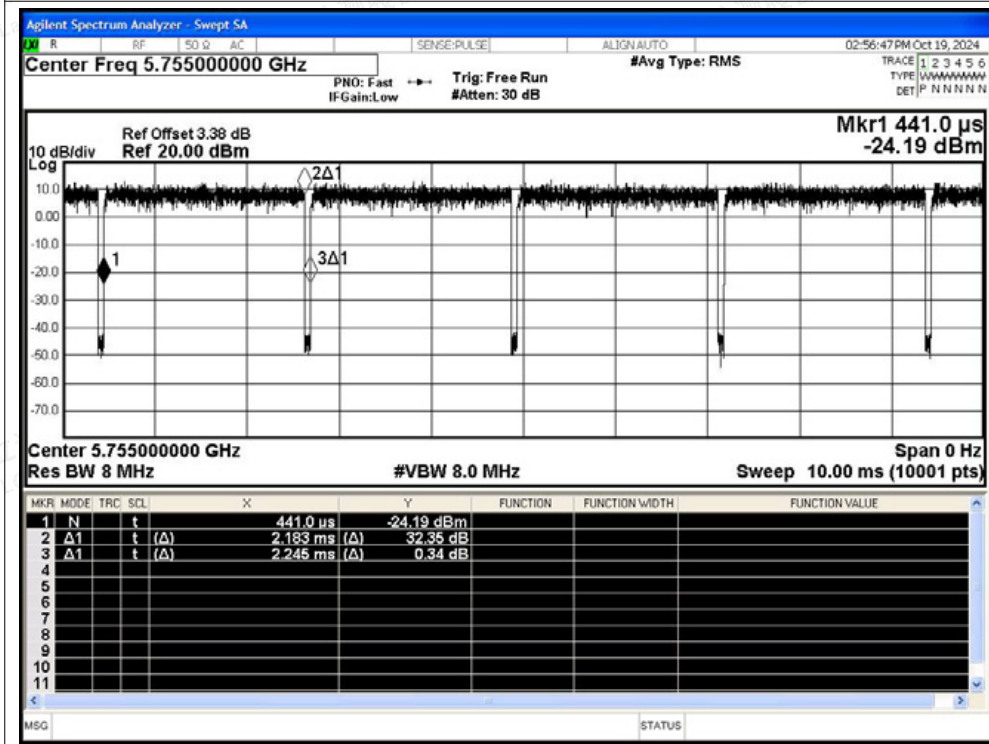 Agilent Spectrum Analyzer - Swept SA
R RF 50 Ω AC SENSE:PULSE ALIGN AUTO 02:56:47 PM Oct 19, 2024
Center Freq 5.755000000 GHz #Avg Type: RMS TRACE 1 2 3 4 5 6
PNO: Fast Trig: Free Run TYPE WWWWWW
IFGain:Low #Atten: 30 dB DET P N N N N N
Mkr1 441.0 µs
Ref Offset 3.38 dB
10 dB/div Ref 20.00 dBm -24.19 dBm
Log
2Δ1
10.0
0.00
-10.0
1 3Δ1
-20.0
-30.0
-40.0
-50.0
-60.0
-70.0
Center 5.755000000 GHz Span 0 Hz
Res BW 8 MHz #VBW 8.0 MHz Sweep 10.00 ms (10001 pts)
MKR MODE TRC SCL X Y FUNCTION FUNCTION WIDTH FUNCTION VALUE
1 N t 441.0 µs -24.19 dBm
2 Δ1 t (Δ) 2.183 ms (Δ) 32.35 dB
3 Δ1 t (Δ) 2.245 ms (Δ) 0.34 dB
4
5
6
7
8
9
10
11
MSG STATUS